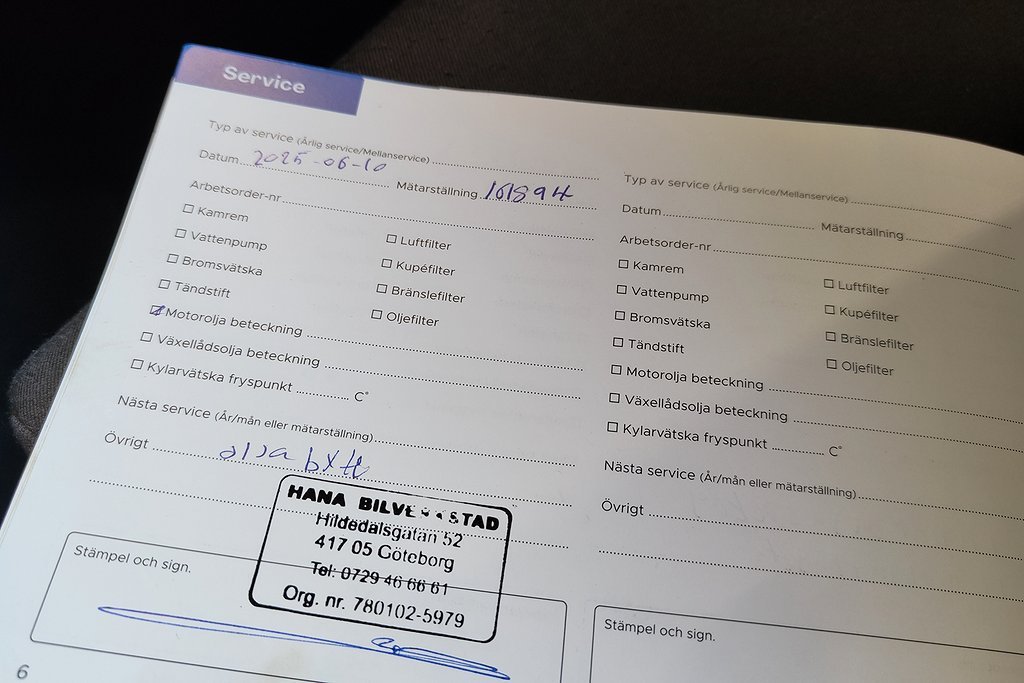 Service
Typ av service (Årlig service/Mellanservice)
Datum 2025-06-10 Mätarställning 101894
Arbetsorder-nr
Kamrem
Vattenpump Luftfilter
Bromsvätska Kupéfilter
Tändstift Bränslefilter
Motorolja beteckning Oljefilter
Växellådsolja beteckning
Kylarvätska fryspunkt C°
Nästa service (År/mån eller mätarställning)
Övrigt olja bytt
HANA BILVERKSTAD
Hildedalsgatan 52
417 05 Göteborg
Tel: 0729 46 66 61
Org. nr. 780102-5979
Stämpel och sign.
6
Typ av service (Årlig service/Mellanservice)
Datum Mätarställning
Arbetsorder-nr
Kamrem Luftfilter
Vattenpump Kupéfilter
Bromsvätska Bränslefilter
Tändstift Oljefilter
Motorolja beteckning
Växellådsolja beteckning
Kylarvätska fryspunkt C°
Nästa service (År/mån eller mätarställning)
Övrigt
Stämpel och sign.